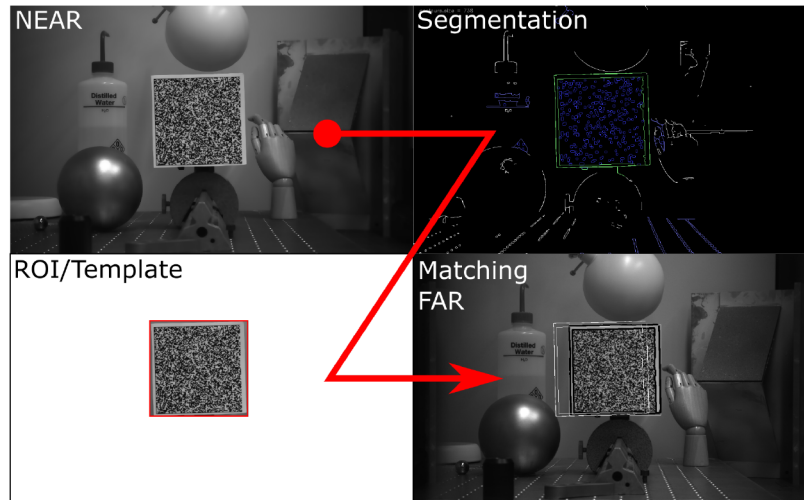 NEAR
Distilled
Water
Segmentation
ROI/Template
Matching
FAR
Distilled
Water